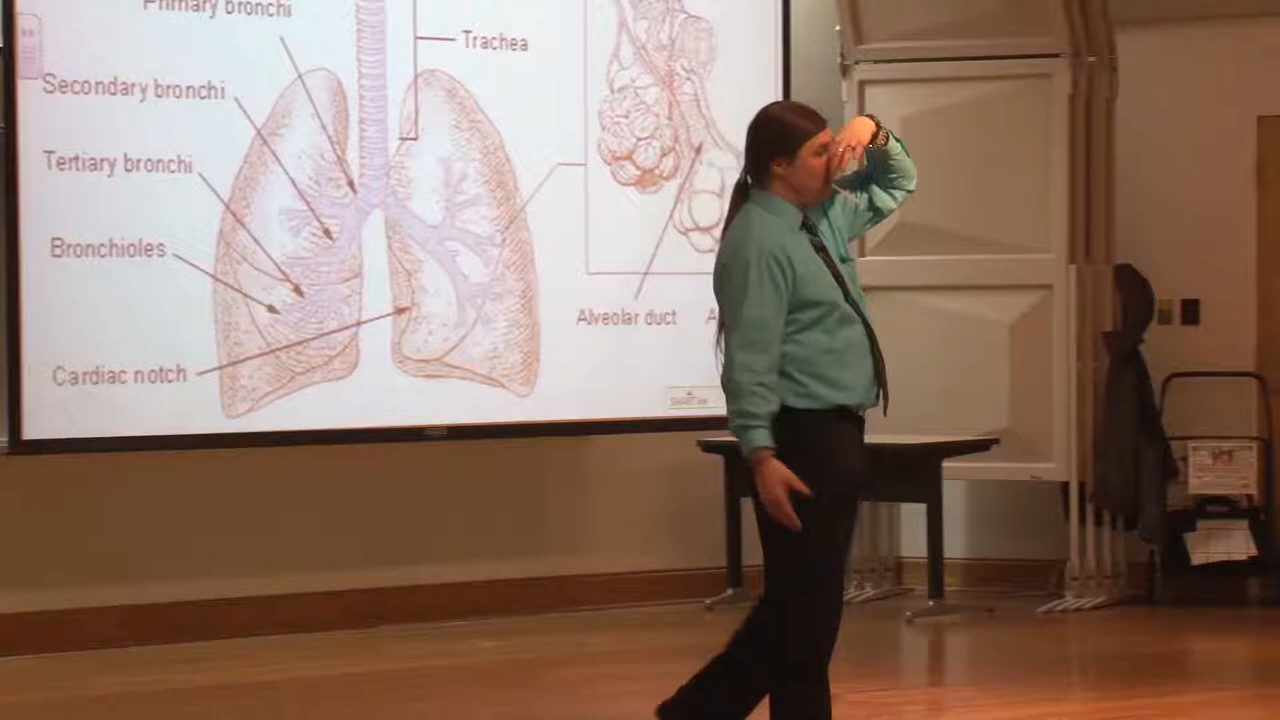 Primary bronchi
Trachea
Secondary bronchi
Tertiary bronchi
Bronchioles
Alveolar duct
Cardiac notch